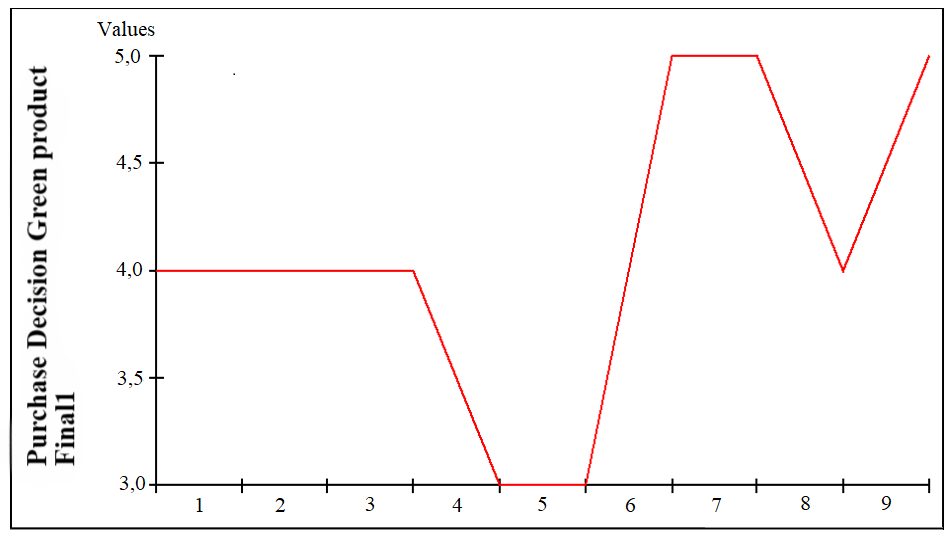 Values
5,0
4,5
4,0
3,5
3,0
1 2 3 4 5 6 7 8 9
Purchase Decision Green product
Final1